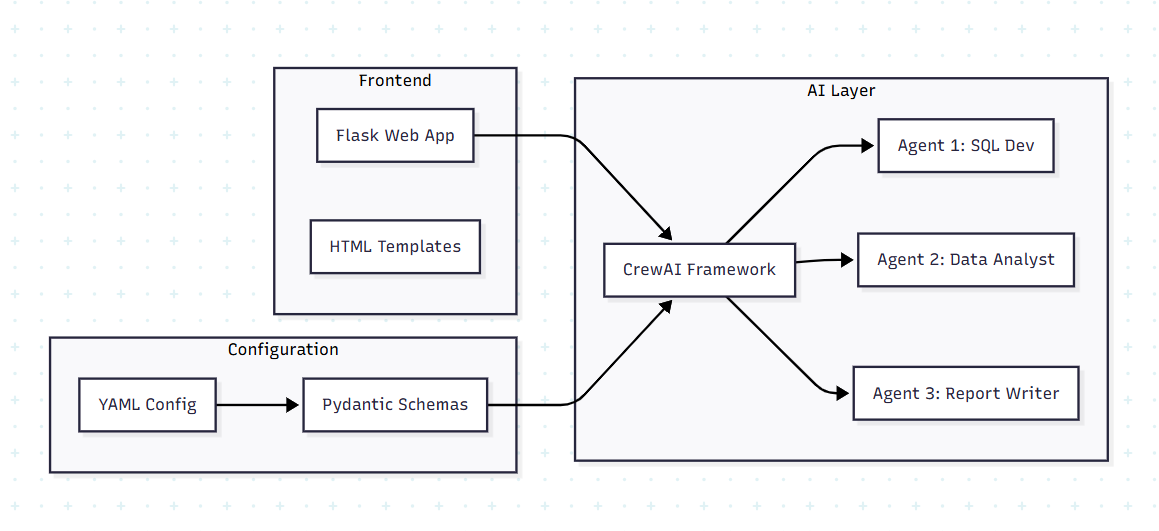 Frontend
Flask Web App
HTML Templates
Configuration
YAML Config
Pydantic Schemas
AI Layer
CrewAI Framework
Agent 1: SQL Dev
Agent 2: Data Analyst
Agent 3: Report Writer